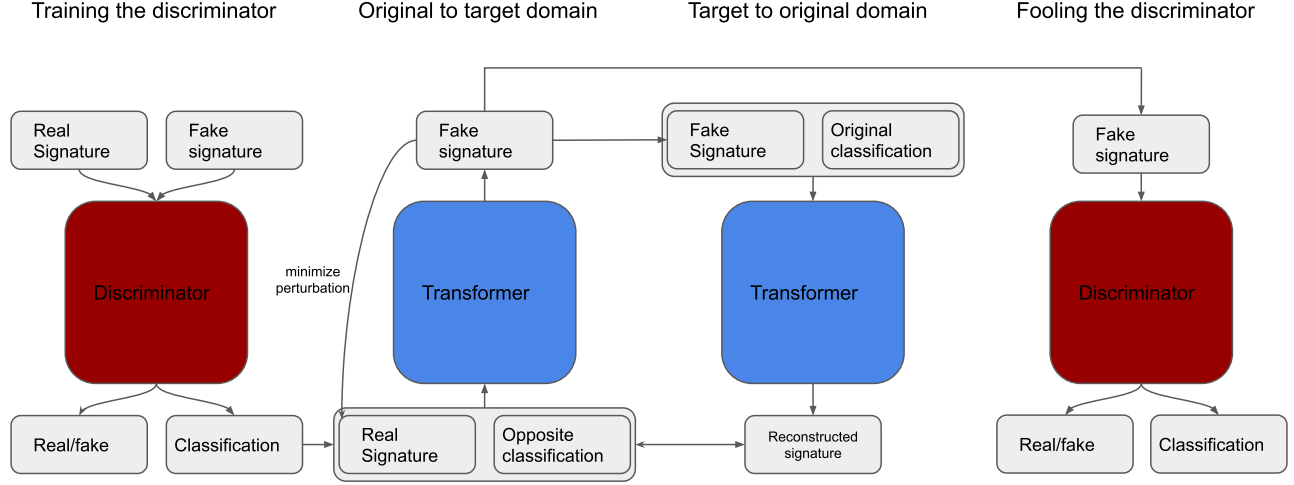 Training the discriminator
Original to target domain
Target to original domain
Fooling the discriminator
Real
Signature
Fake
signature
Fake
signature
Fake
Signature
Original
classification
Fake
signature
Discriminator
minimize
perturbation
Transformer
Transformer
Discriminator
Real/fake
Classification
Real
Signature
Opposite
classification
Reconstructed
signature
Real/fake
Classification